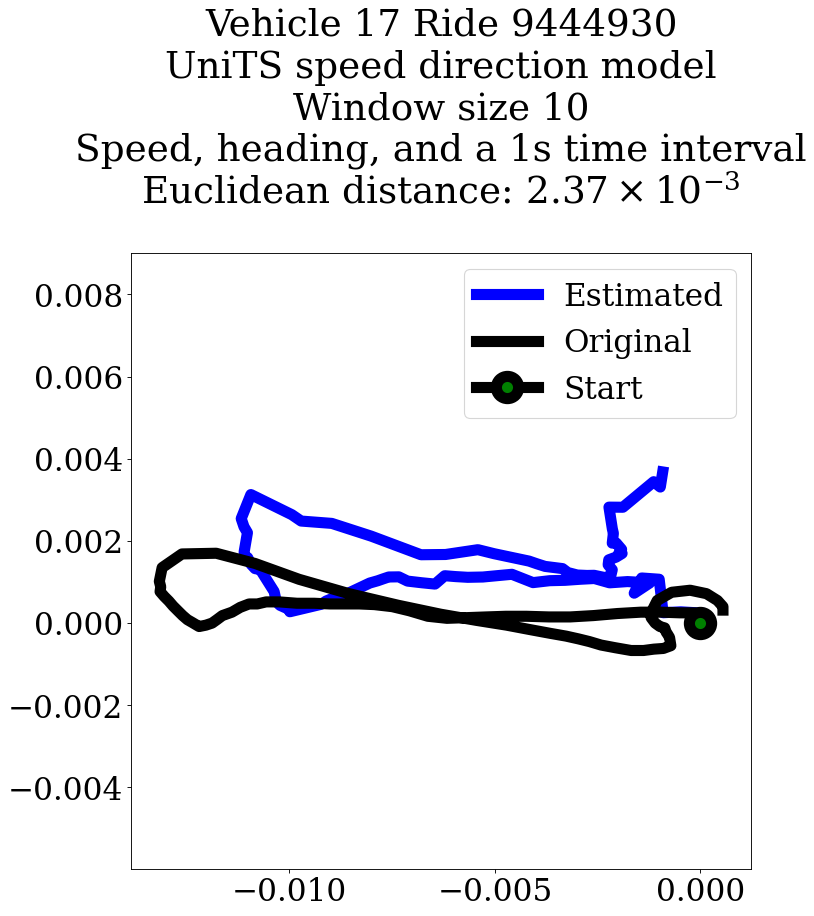 Vehicle 17 Ride 9444930
UniTS speed direction model
Window size 10
Speed, heading, and a 1s time interval
Euclidean distance: 2.37 × 10⁻³
Estimated
Original
Start
0.008
0.006
0.004
0.002
0.000
−0.002
−0.004
−0.010 −0.005 0.000